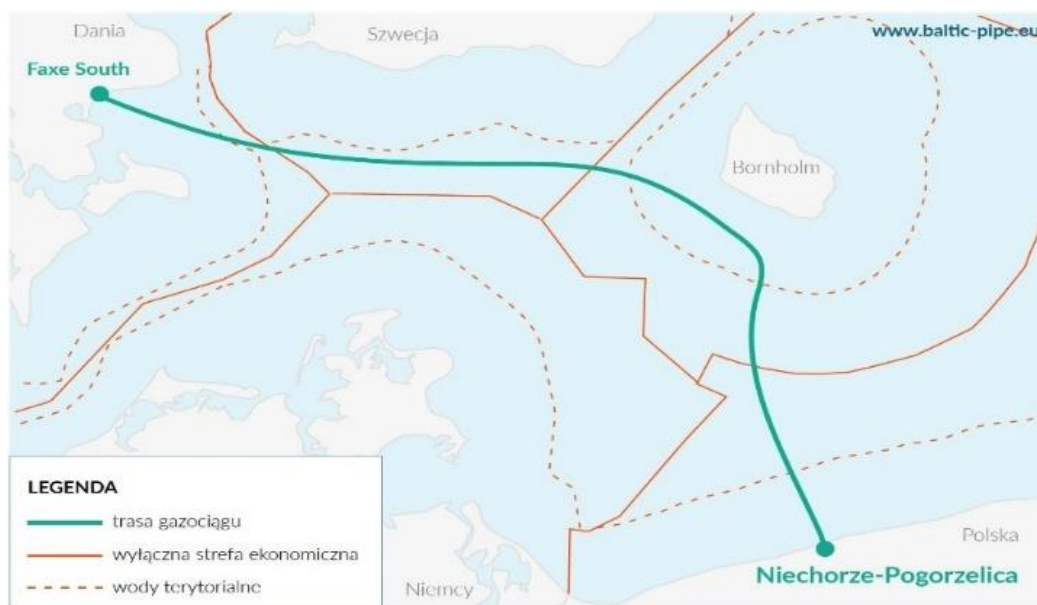 Dania
Szwecja
www.baltic-pipe.eu
Faxe South
Bornholm
LEGENDA
trasa gazociągu
wyłączna strefa ekonomiczna
wody terytorialne
Niemcy
Polska
Niechorze-Pogorzelica